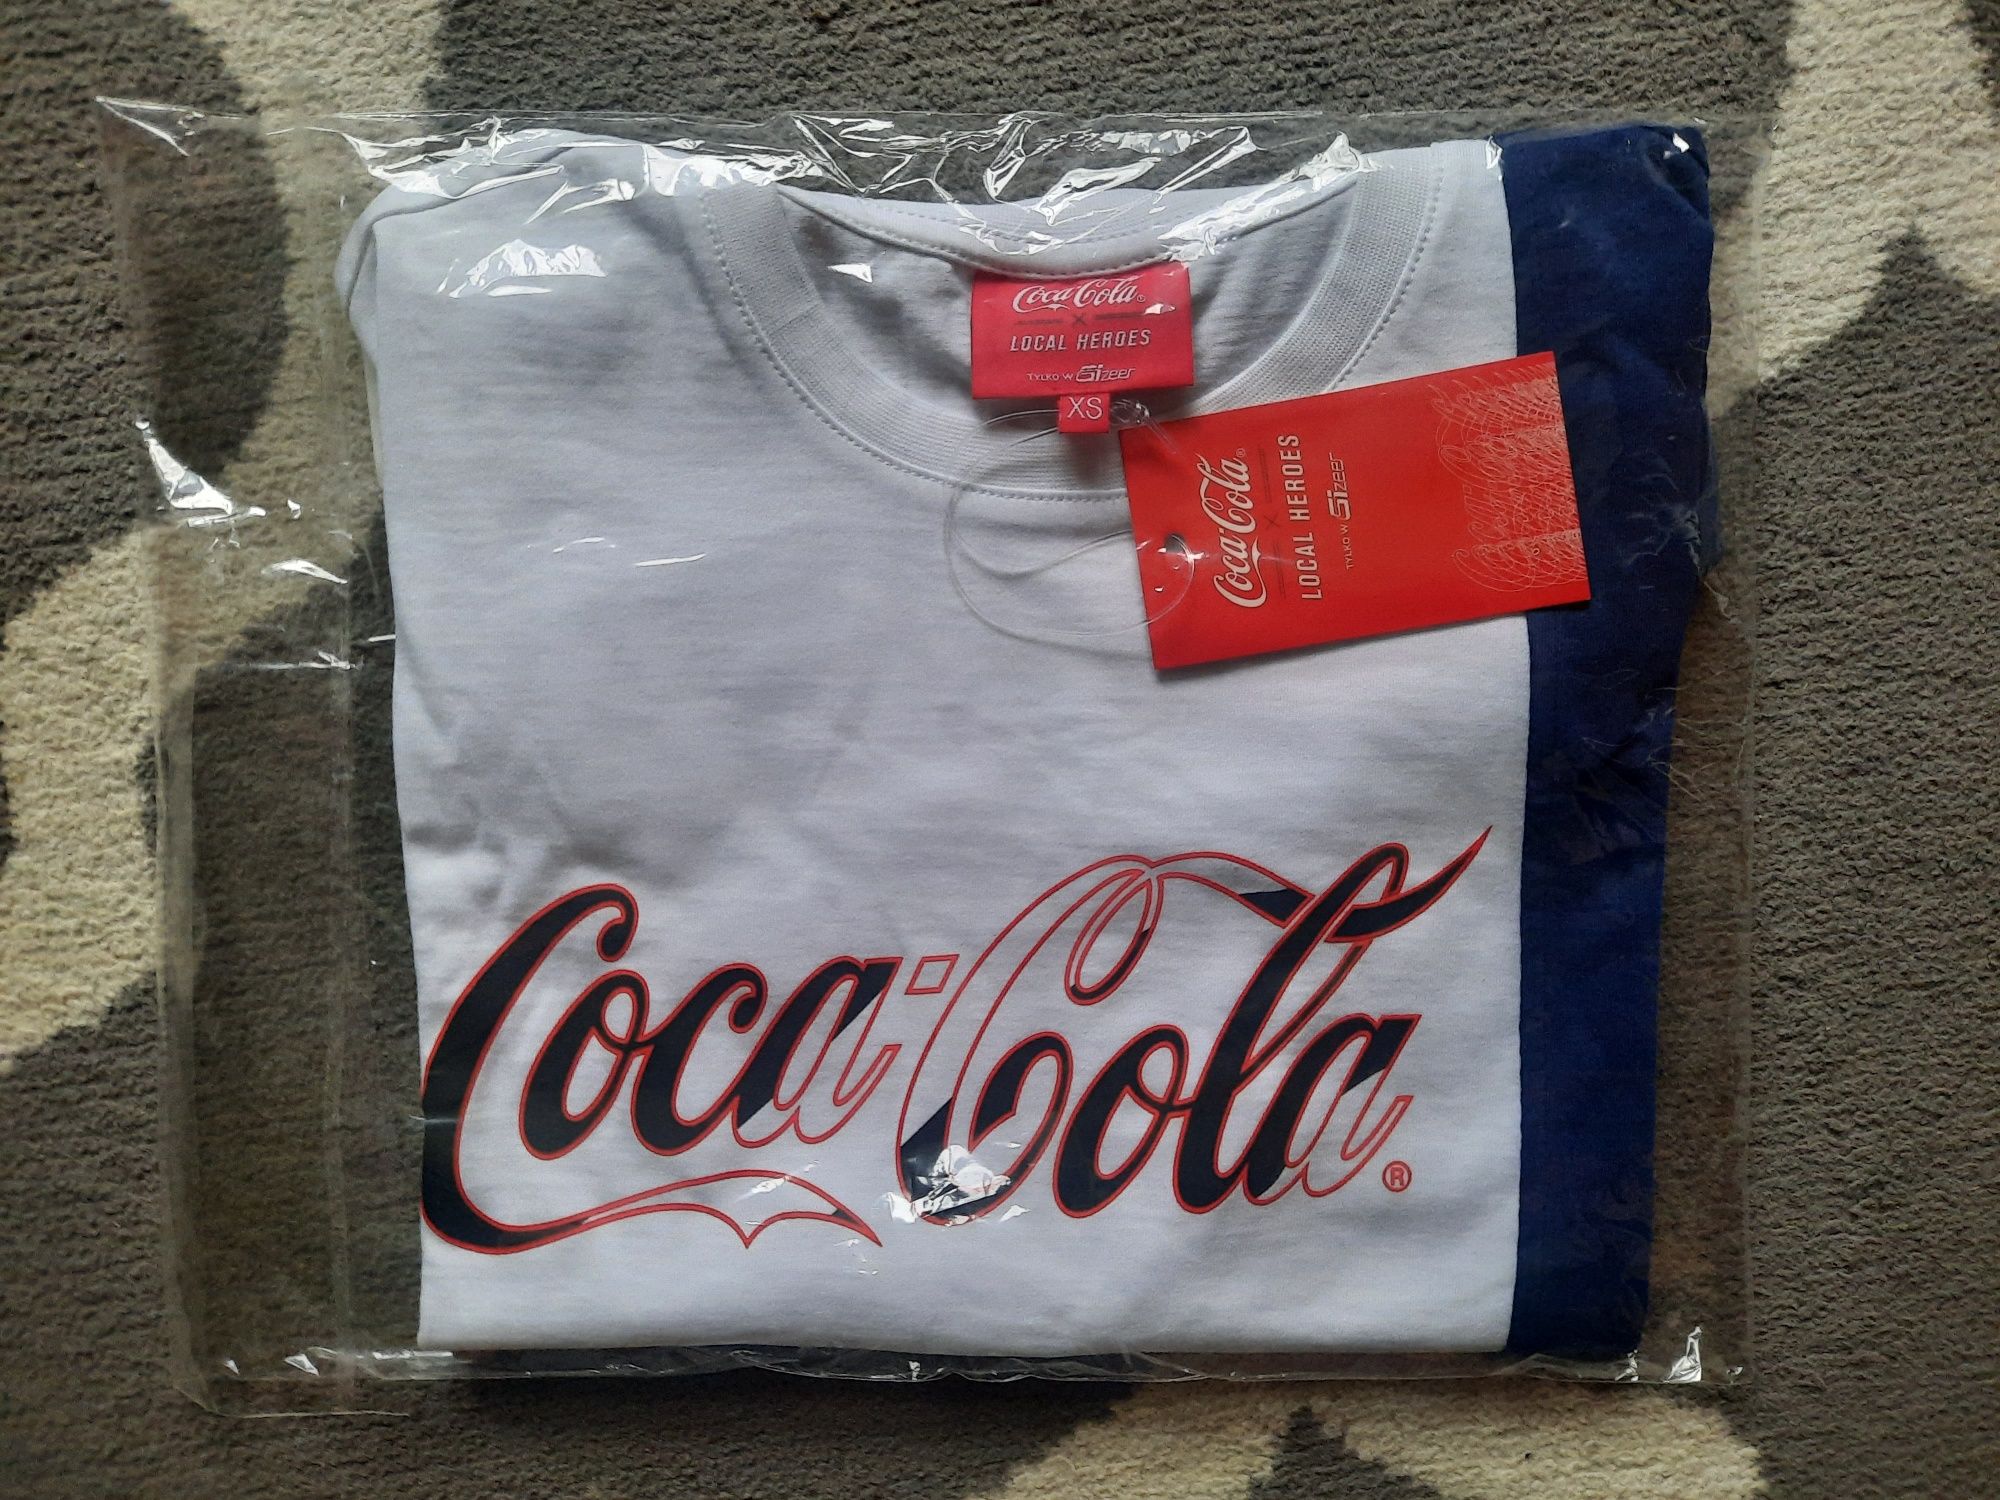 Coca-Cola®
X
LOCAL HEROES
TYLKO W Sizeer
XS
Coca-Cola®
X
LOCAL HEROES
TYLKO W Sizeer
Coca-Cola®